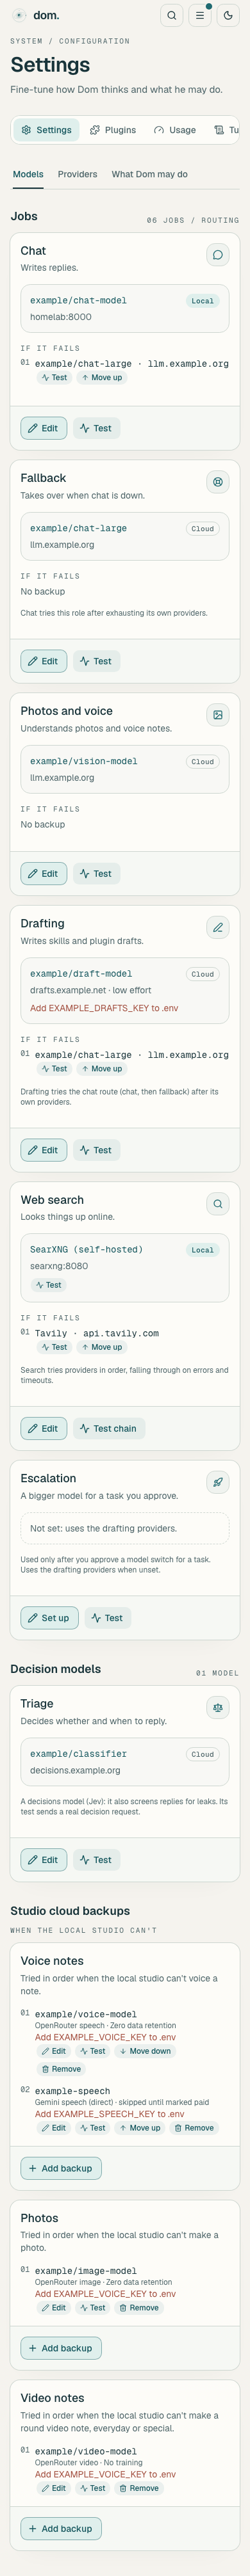 dom.
SYSTEM / CONFIGURATION
Settings
Fine-tune how Dom thinks and what he may do.
Settings Plugins Usage Tu
Models Providers What Dom may do
Jobs 06 JOBS / ROUTING
Chat
Writes replies.
example/chat-model Local
homelab:8000
IF IT FAILS
01 example/chat-large · llm.example.org
Test Move up
Edit Test
Fallback
Takes over when chat is down.
example/chat-large Cloud
llm.example.org
IF IT FAILS
No backup
Chat tries this role after exhausting its own providers.
Edit Test
Photos and voice
Understands photos and voice notes.
example/vision-model Cloud
llm.example.org
IF IT FAILS
No backup
Edit Test
Drafting
Writes skills and plugin drafts.
example/draft-model Cloud
drafts.example.net · low effort
Add EXAMPLE_DRAFTS_KEY to .env
IF IT FAILS
01 example/chat-large · llm.example.org
Test Move up
Drafting tries the chat route (chat, then fallback) after its
own providers.
Edit Test
Web search
Looks things up online.
SearXNG (self-hosted) Local
searxng:8080
Test
IF IT FAILS
01 Tavily · api.tavily.com
Test Move up
Search tries providers in order, falling through on errors and
timeouts.
Edit Test chain
Escalation
A bigger model for a task you approve.
Not set: uses the drafting providers.
Used only after you approve a model switch for a task.
Uses the drafting providers when unset.
Set up Test
Decision models 01 MODEL
Triage
Decides whether and when to reply.
example/classifier Cloud
decisions.example.org
A decisions model (Jev): it also screens replies for leaks. Its
test sends a real decision request.
Edit Test
Studio cloud backups
WHEN THE LOCAL STUDIO CAN'T
Voice notes
Tried in order when the local studio can't voice a
note.
01 example/voice-model
OpenRouter speech · Zero data retention
Add EXAMPLE_VOICE_KEY to .env
Edit Test Move down
Remove
02 example-speech
Gemini speech (direct) · skipped until marked paid
Add EXAMPLE_SPEECH_KEY to .env
Edit Test Move up Remove
Add backup
Photos
Tried in order when the local studio can't make a
photo.
01 example/image-model
OpenRouter image · Zero data retention
Add EXAMPLE_VOICE_KEY to .env
Edit Test Remove
Add backup
Video notes
Tried in order when the local studio can't make a
round video note, everyday or special.
01 example/video-model
OpenRouter video · No training
Add EXAMPLE_VOICE_KEY to .env
Edit Test Remove
Add backup